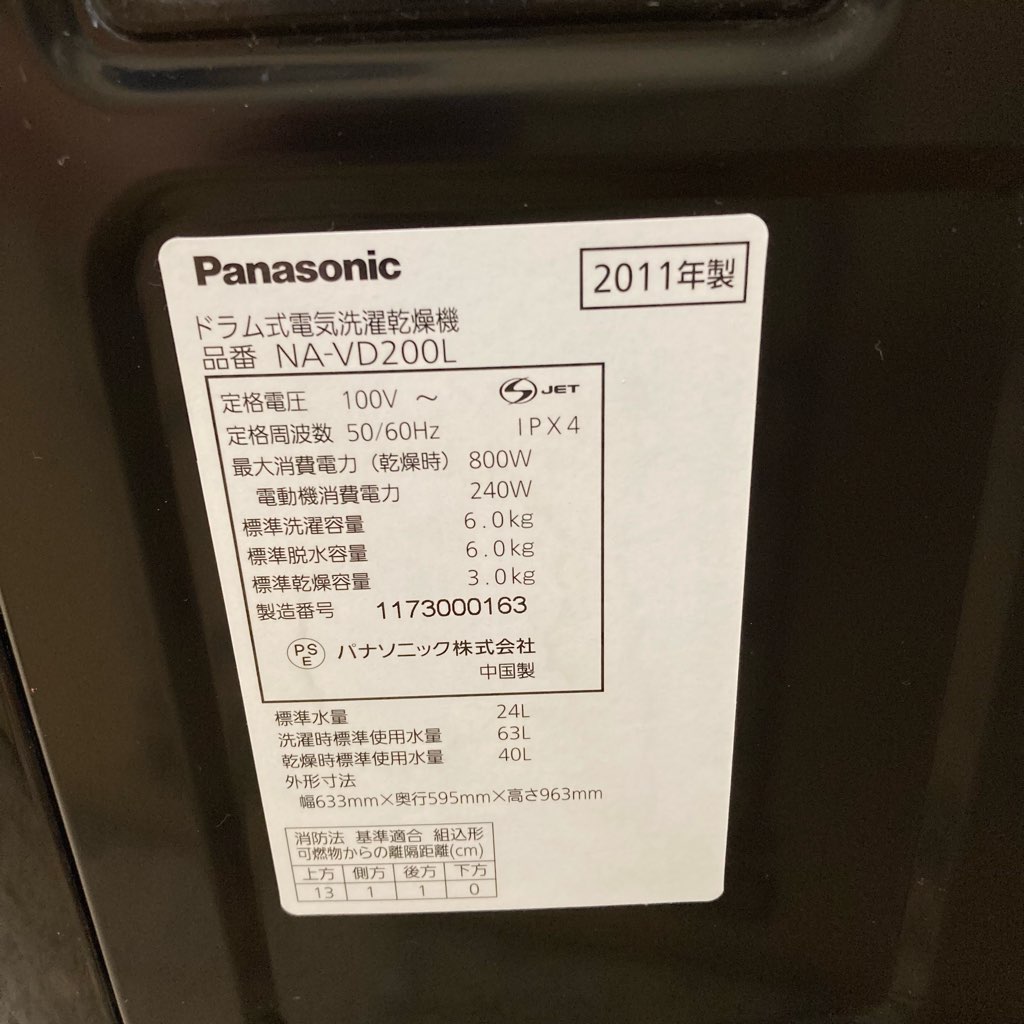 Panasonic
2011年製
ドラム式電気洗濯乾燥機
品番 NA-VD200L
定格電圧 100V ～ S JET
定格周波数 50/60Hz IPX4
最大消費電力（乾燥時） 800W
電動機消費電力 240W
標準洗濯容量 6.0kg
標準脱水容量 6.0kg
標準乾燥容量 3.0kg
製造番号 1173000163
PSE パナソニック株式会社
中国製
標準水量 24L
洗濯時標準使用水量 63L
乾燥時標準使用水量 40L
外形寸法
幅633mm×奥行595mm×高さ963mm
消防法 基準適合 組込形
可燃物からの離隔距離(cm)
上方 側方 後方 下方
13 1 1 0